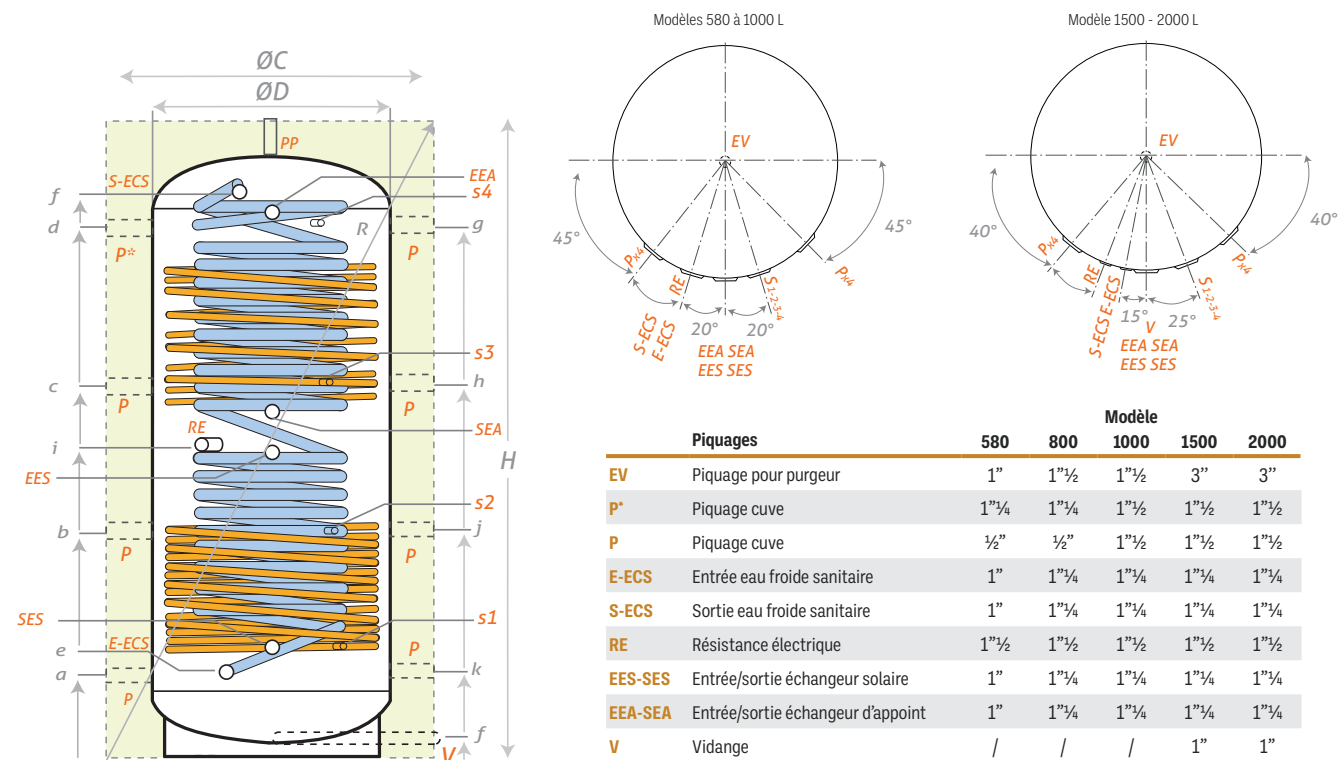 ØC
ØD
PP
S-ECS
EEA
f
s4
d
R
g
P*
P
s3
c
h
P
P
RE
SEA
i
H
EES
s2
b
j
P
P
SES
s1
e
E-ECS
P
a
k
P
f
V
Modèles 580 à 1000 L
EV
45°
45°
Px4
Px4
RE
S 1-2-3-4
S-ECS
E-ECS
20°
20°
EEA SEA
EES SES
Modèle 1500 - 2000 L
EV
40°
40°
Px4
Px4
RE
S 1-2-3-4
S-ECS E-ECS
15°
V
25°
EEA SEA
EES SES
Modèle
Piquages 580 800 1000 1500 2000
EV Piquage pour purgeur 1” 1”½ 1”½ 3’’ 3’’
P* Piquage cuve 1”¼ 1”¼ 1”½ 1”½ 1”½
P Piquage cuve ½” ½” 1”½ 1”½ 1”½
E-ECS Entrée eau froide sanitaire 1” 1”¼ 1”¼ 1”¼ 1”¼
S-ECS Sortie eau froide sanitaire 1” 1”¼ 1”¼ 1”¼ 1”¼
RE Résistance électrique 1”½ 1”½ 1”½ 1”½ 1”½
EES-SES Entrée/sortie échangeur solaire 1” 1”¼ 1”¼ 1”¼ 1”¼
EEA-SEA Entrée/sortie échangeur d’appoint 1” 1”¼ 1”¼ 1”¼ 1”¼
V Vidange / / / 1” 1”